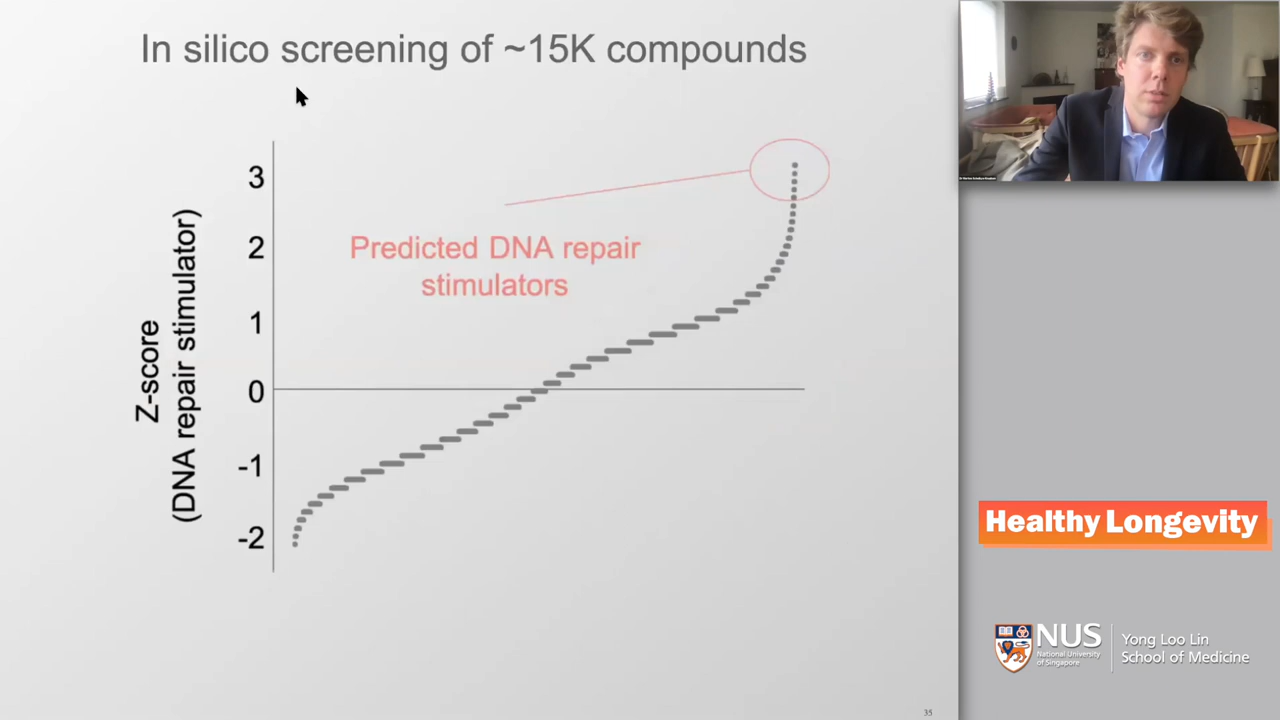 In silico screening of ~15K compounds
3
2
1
0
-1
-2
Z-score
(DNA repair stimulator)
Predicted DNA repair
stimulators
35
Healthy Longevity
NUS
National University
of Singapore
Yong Loo Lin
School of Medicine